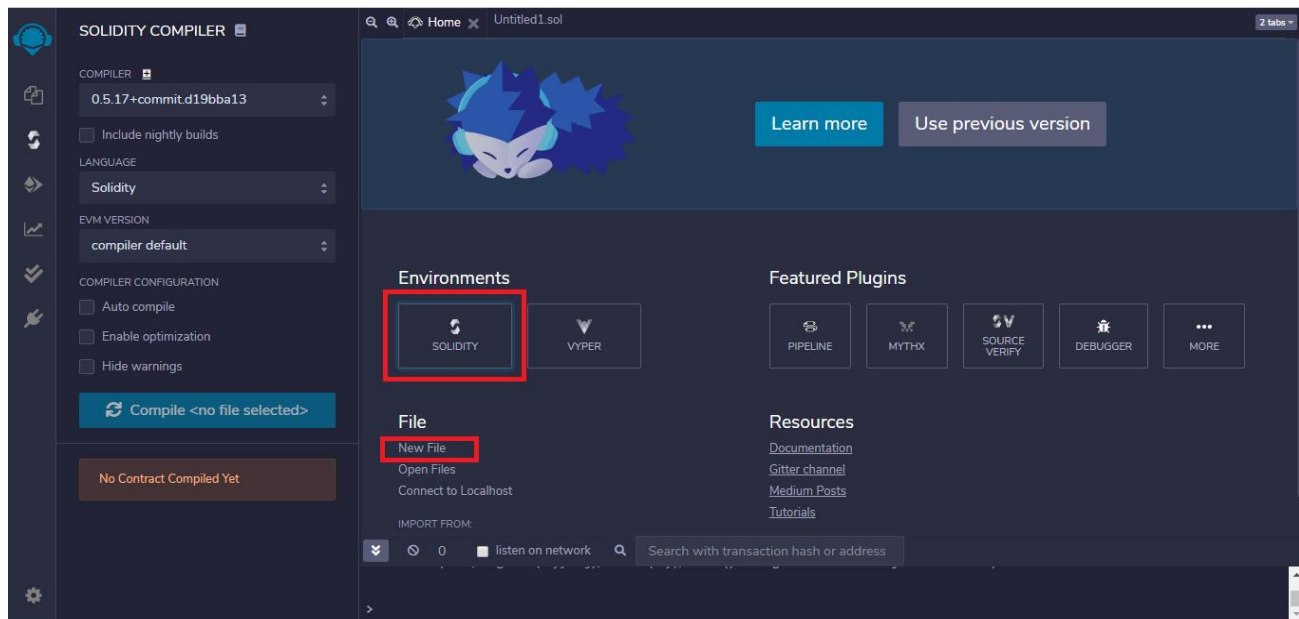 SOLIDITY COMPILER
COMPILER
0.5.17+commit.d19bba13
Include nightly builds
LANGUAGE
Solidity
EVM VERSION
compiler default
COMPILER CONFIGURATION
Auto compile
Enable optimization
Hide warnings
Compile <no file selected>
No Contract Compiled Yet
Home
Untitled1.sol
2 tabs
Learn more
Use previous version
Environments
SOLIDITY
VYPER
Featured Plugins
PIPELINE
MYTHX
SOURCE
VERIFY
DEBUGGER
MORE
File
New File
Open Files
Connect to Localhost
IMPORT FROM:
Resources
Documentation
Gitter channel
Medium Posts
Tutorials
0
listen on network
Search with transaction hash or address
>